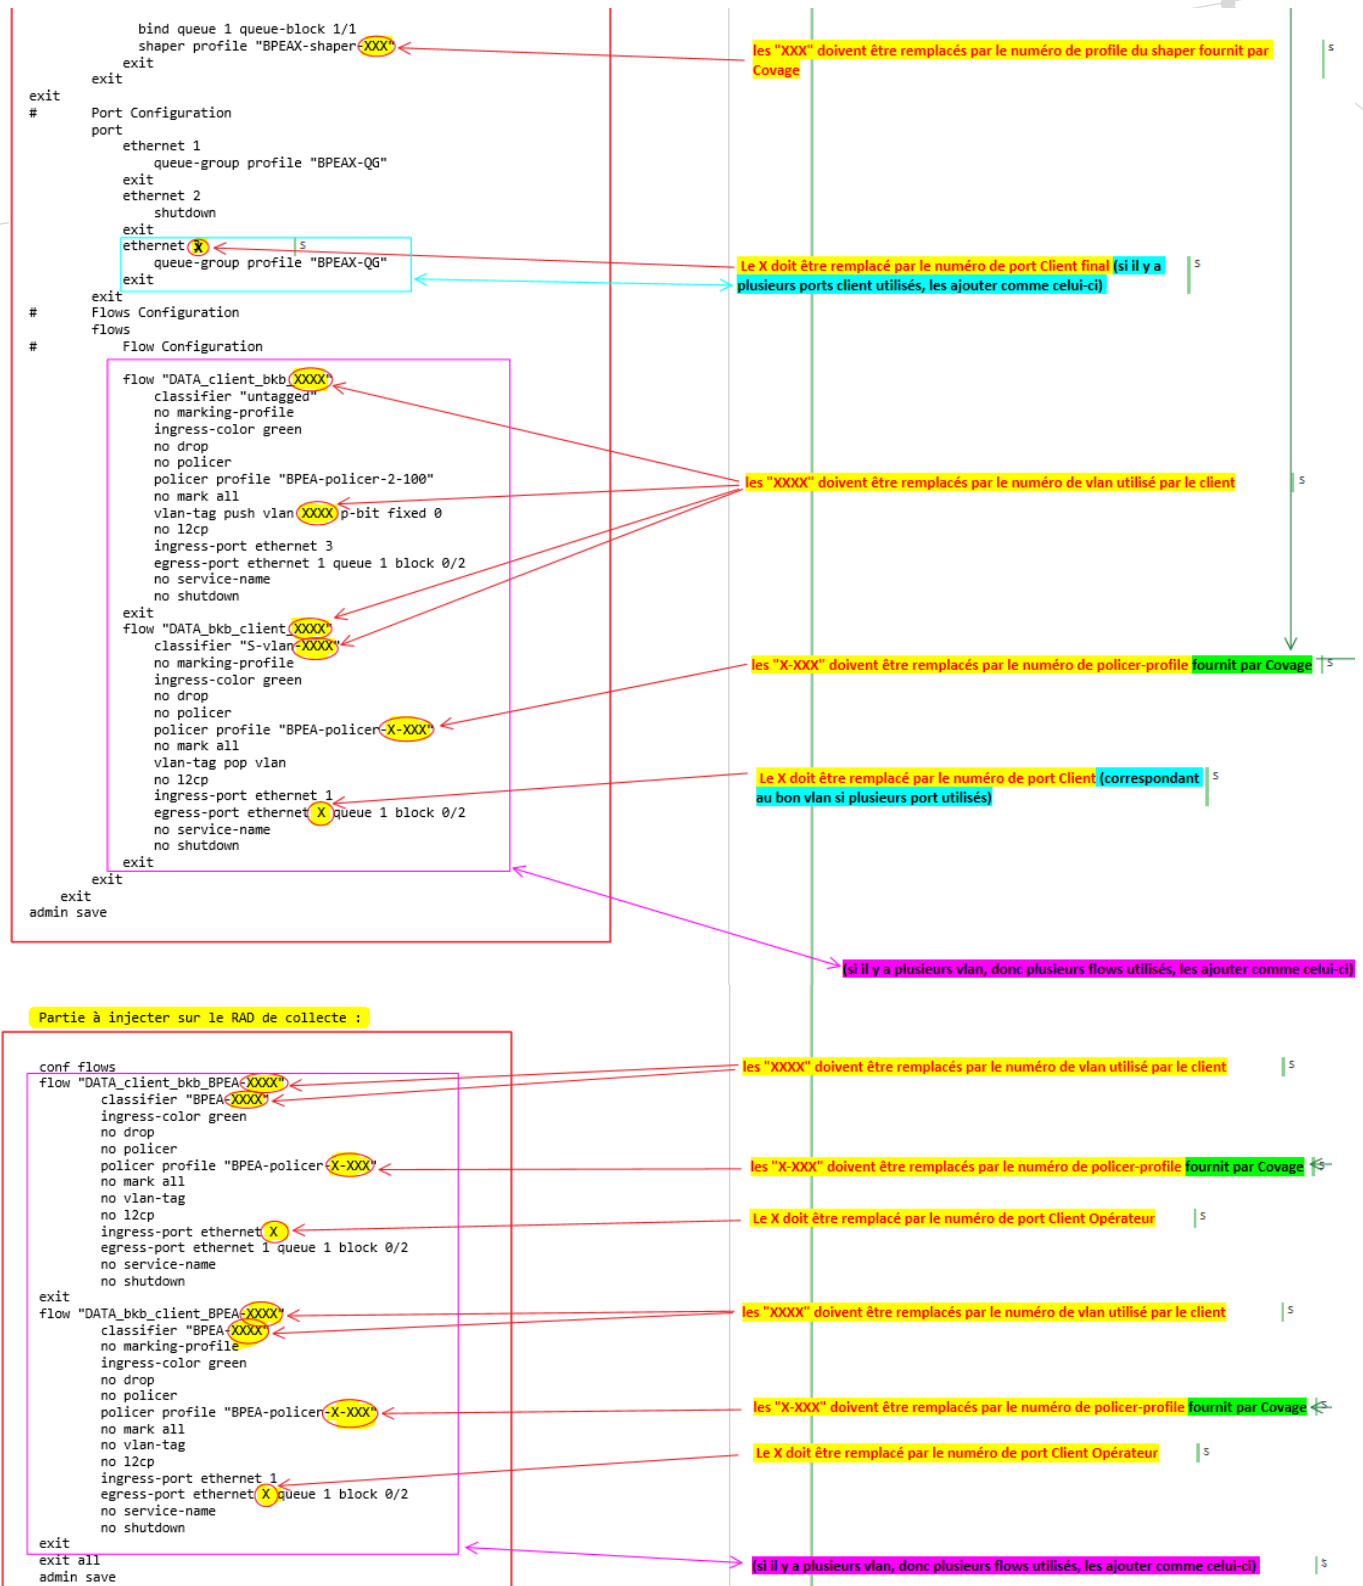 bind queue 1 queue-block 1/1
shaper profile "BPEAX-shaper-XXX"
les "XXX" doivent être remplacés par le numéro de profile du shaper fournit par
Covage
s
exit
exit
exit
# Port Configuration
port
ethernet 1
queue-group profile "BPEAX-QG"
exit
ethernet 2
shutdown
exit
ethernet X
s
queue-group profile "BPEAX-QG"
exit
Le X doit être remplacé par le numéro de port Client final (si il y a
plusieurs ports client utilisés, les ajouter comme celui-ci)
s
exit
# Flows Configuration
flows
# Flow Configuration
flow "DATA_client_bkb_XXXX"
classifier "untagged"
no marking-profile
ingress-color green
no drop
no policer
policer profile "BPEA-policer-2-100"
no mark all
vlan-tag push vlan XXXX p-bit fixed 0
no l2cp
ingress-port ethernet 3
egress-port ethernet 1 queue 1 block 0/2
no service-name
no shutdown
exit
les "XXXX" doivent être remplacés par le numéro de vlan utilisé par le client
s
flow "DATA_bkb_client_XXXX"
classifier "S-vlan-XXXX"
no marking-profile
ingress-color green
no drop
no policer
policer profile "BPEA-policer-X-XXX"
no mark all
vlan-tag pop vlan
no l2cp
ingress-port ethernet 1
egress-port ethernet X queue 1 block 0/2
no service-name
no shutdown
exit
les "X-XXX" doivent être remplacés par le numéro de policer-profile fournit par Covage
s
Le X doit être remplacé par le numéro de port Client (correspondant
au bon vlan si plusieurs port utilisés)
s
exit
exit
admin save
(si il y a plusieurs vlan, donc plusieurs flows utilisés, les ajouter comme celui-ci)
Partie à injecter sur le RAD de collecte :
conf flows
flow "DATA_client_bkb_BPEA-XXXX"
classifier "BPEA-XXXX"
ingress-color green
no drop
no policer
policer profile "BPEA-policer-X-XXX"
no mark all
no vlan-tag
no l2cp
ingress-port ethernet X
egress-port ethernet 1 queue 1 block 0/2
no service-name
no shutdown
exit
les "XXXX" doivent être remplacés par le numéro de vlan utilisé par le client
s
les "X-XXX" doivent être remplacés par le numéro de policer-profile fournit par Covage
s
Le X doit être remplacé par le numéro de port Client Opérateur
s
flow "DATA_bkb_client_BPEA-XXXX"
classifier "BPEA-XXXX"
no marking-profile
ingress-color green
no drop
no policer
policer profile "BPEA-policer-X-XXX"
no mark all
no vlan-tag
no l2cp
ingress-port ethernet 1
egress-port ethernet X queue 1 block 0/2
no service-name
no shutdown
exit
les "XXXX" doivent être remplacés par le numéro de vlan utilisé par le client
s
les "X-XXX" doivent être remplacés par le numéro de policer-profile fournit par Covage
s
Le X doit être remplacé par le numéro de port Client Opérateur
s
exit all
admin save
(si il y a plusieurs vlan, donc plusieurs flows utilisés, les ajouter comme celui-ci)
s